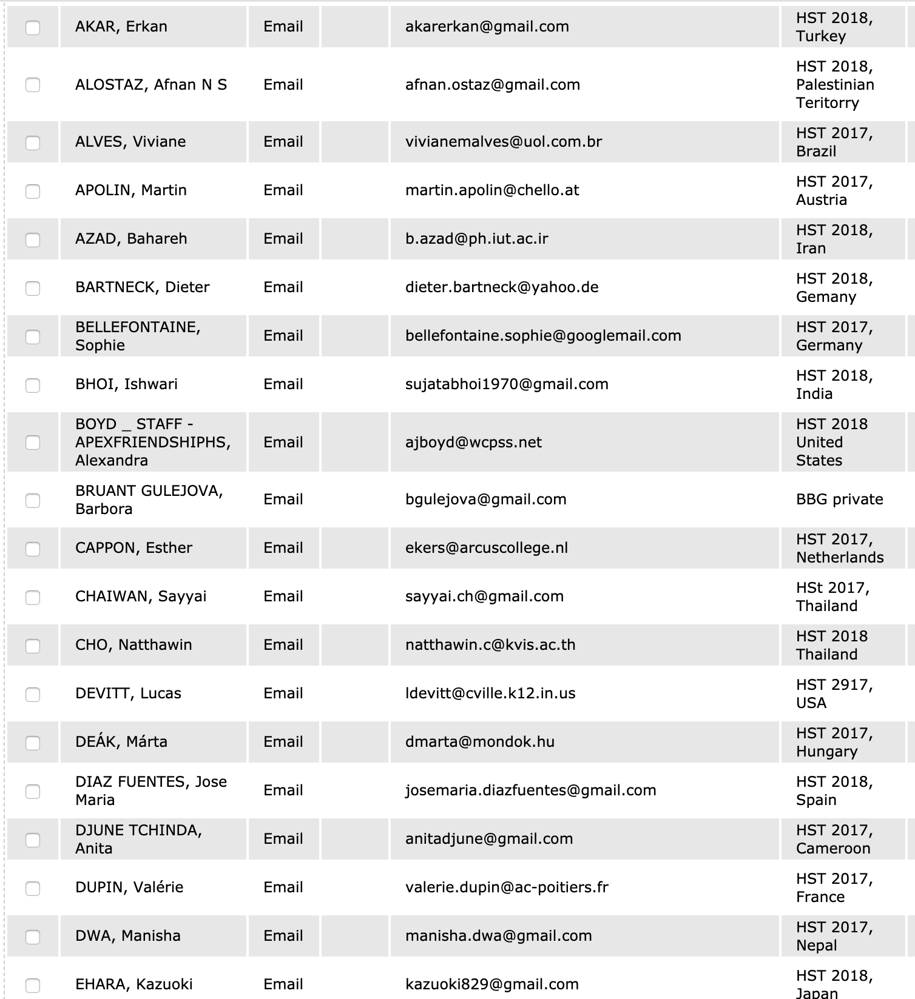 AKAR, Erkan Email akarerkan@gmail.com HST 2018,
Turkey
ALOSTAZ, Afnan N S Email afnan.ostaz@gmail.com HST 2018,
Palestinian
Teritorry
ALVES, Viviane Email vivianemalves@uol.com.br HST 2017,
Brazil
APOLIN, Martin Email martin.apolin@chello.at HST 2017,
Austria
AZAD, Bahareh Email b.azad@ph.iut.ac.ir HST 2018,
Iran
BARTNECK, Dieter Email dieter.bartneck@yahoo.de HST 2018,
Gemany
BELLEFONTAINE,
Sophie Email bellefontaine.sophie@googlemail.com HST 2017,
Germany
BHOI, Ishwari Email sujatabhoi1970@gmail.com HST 2018,
India
BOYD _ STAFF -
APEXFRIENDSHIPHS,
Alexandra Email ajboyd@wcpss.net HST 2018
United
States
BRUANT GULEJOVA,
Barbora Email bgulejova@gmail.com BBG private
CAPPON, Esther Email ekers@arcuscollege.nl HST 2017,
Netherlands
CHAIWAN, Sayyai Email sayyai.ch@gmail.com HSt 2017,
Thailand
CHO, Natthawin Email natthawin.c@kvis.ac.th HST 2018
Thailand
DEVITT, Lucas Email ldevitt@cville.k12.in.us HST 2917,
USA
DEÁK, Márta Email dmarta@mondok.hu HST 2017,
Hungary
DIAZ FUENTES, Jose
Maria Email josemaria.diazfuentes@gmail.com HST 2018,
Spain
DJUNE TCHINDA,
Anita Email anitadjune@gmail.com HST 2017,
Cameroon
DUPIN, Valérie Email valerie.dupin@ac-poitiers.fr HST 2017,
France
DWA, Manisha Email manisha.dwa@gmail.com HST 2017,
Nepal
EHARA, Kazuoki Email kazuoki829@gmail.com HST 2018,
Japan